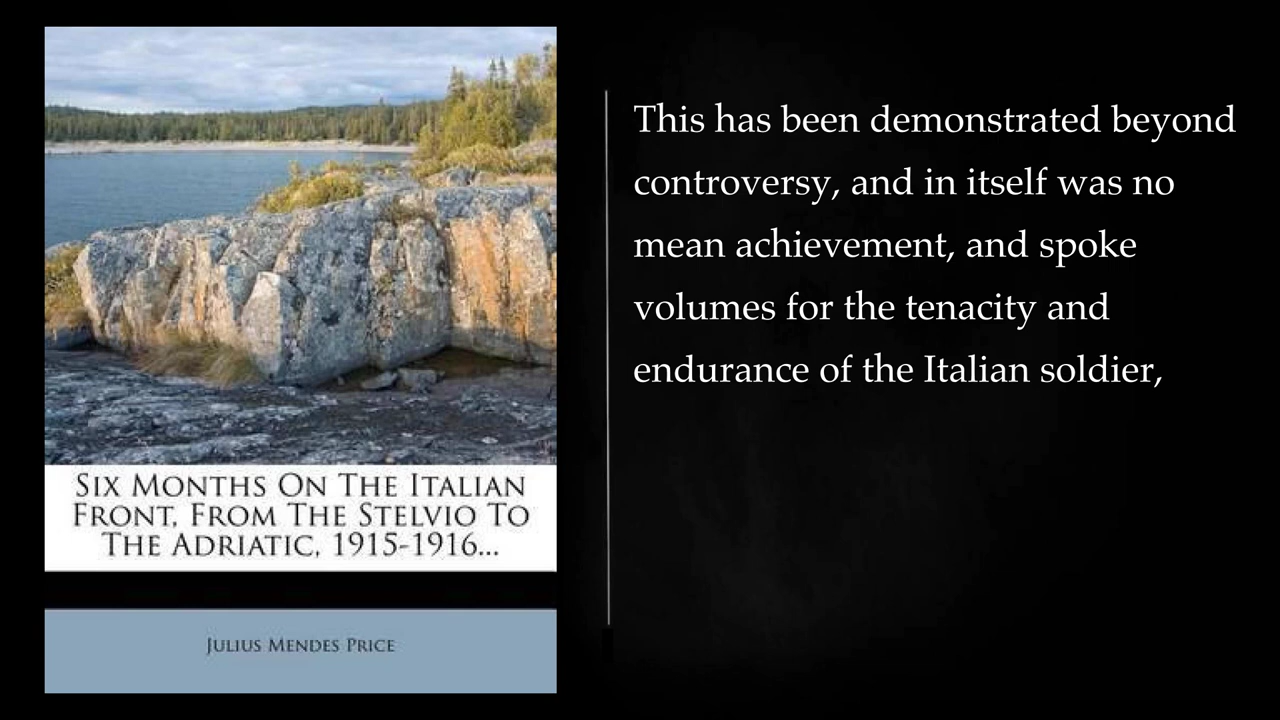 Six Months On The Italian
Front, From The Stelvio To
The Adriatic, 1915-1916...
Julius Mendes Price
This has been demonstrated beyond
controversy, and in itself was no
mean achievement, and spoke
volumes for the tenacity and
endurance of the Italian soldier,